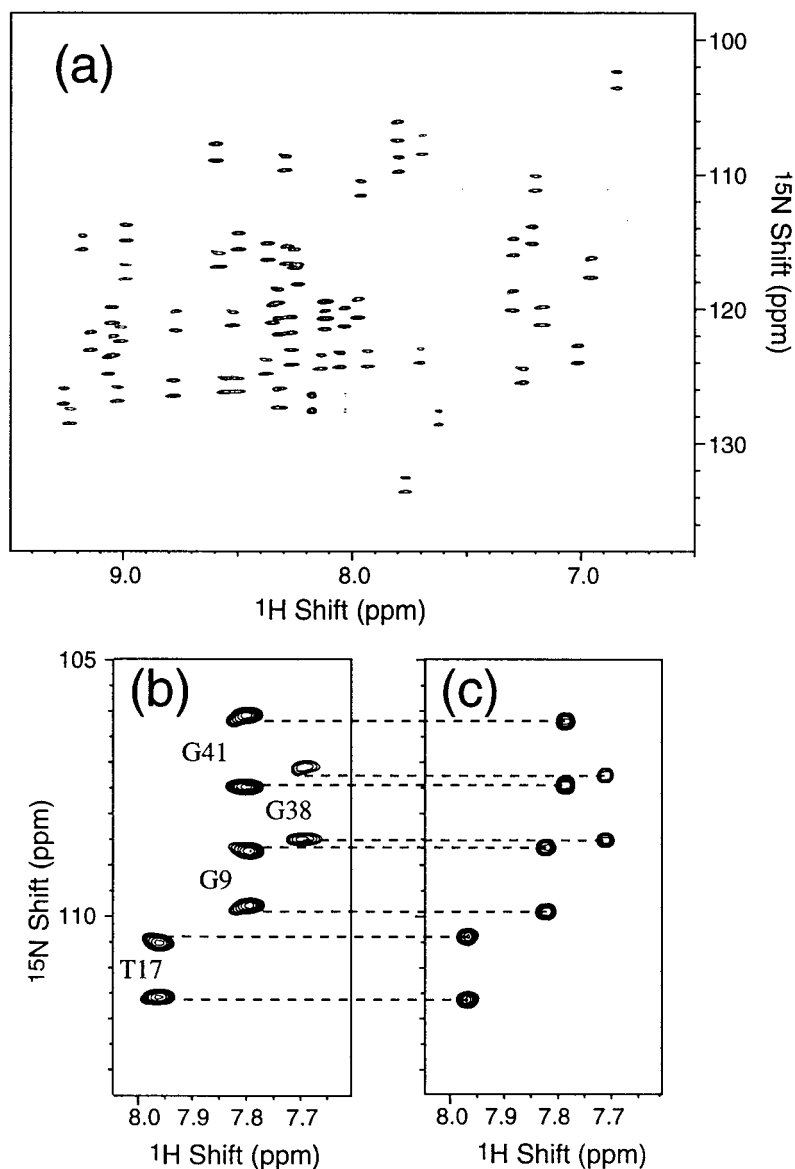 (a)
100
110
120
130
15N Shift (ppm)
9.0 8.0 7.0
1H Shift (ppm)
(b)
(c)
105
110
15N Shift (ppm)
G41
G38
G9
T17
8.0 7.9 7.8 7.7
8.0 7.9 7.8 7.7
1H Shift (ppm)
1H Shift (ppm)